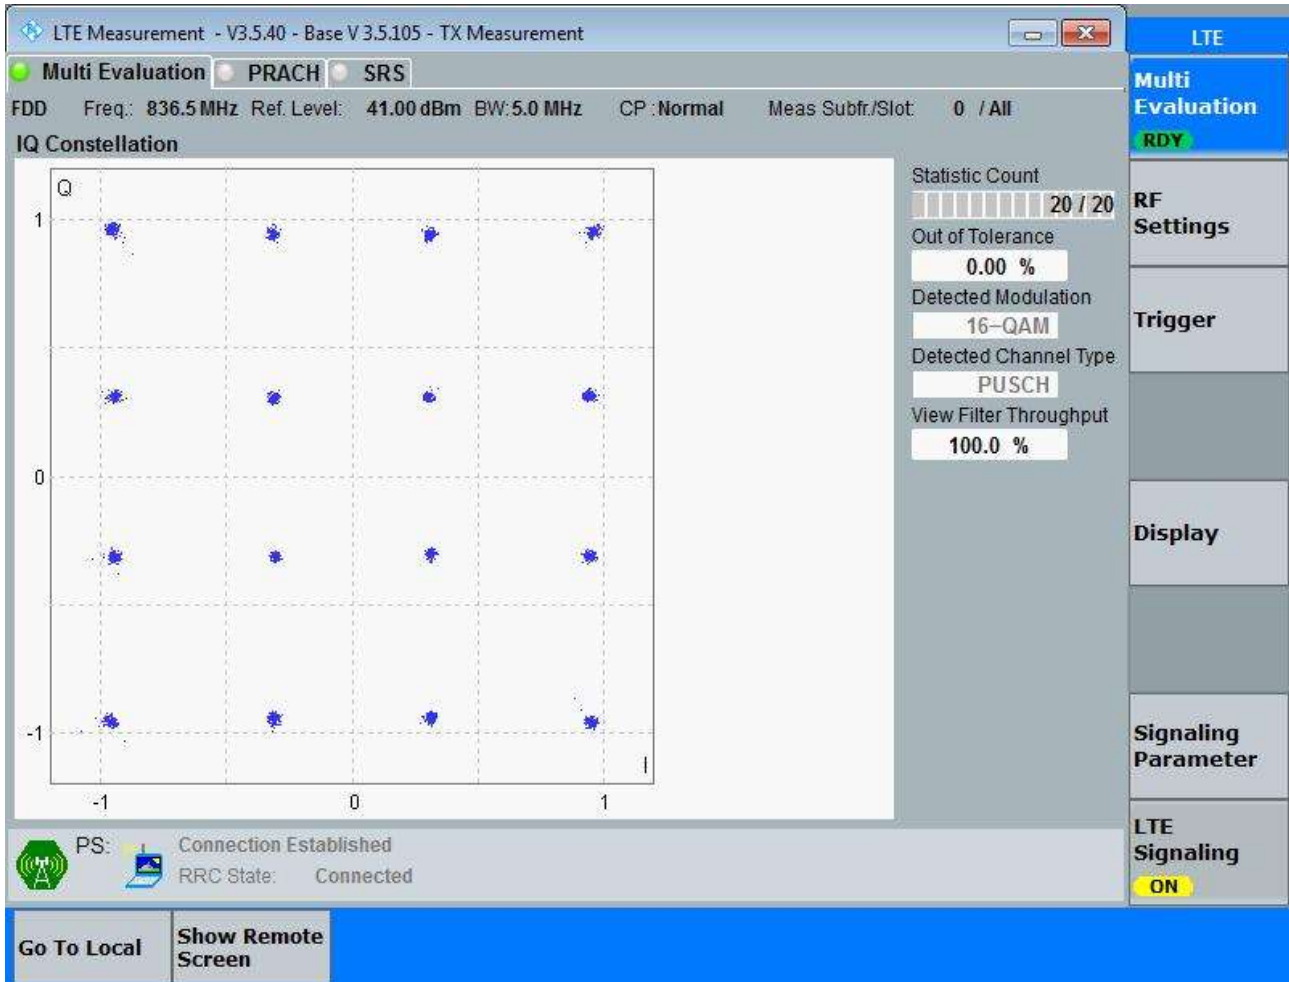 LTE Measurement - V3.5.40 - Base V 3.5.105 - TX Measurement
LTE
Multi Evaluation PRACH SRS
FDD Freq.: 836.5 MHz Ref. Level: 41.00 dBm BW: 5.0 MHz CP : Normal Meas Subfr./Slot: 0 / All
IQ Constellation
Q
1
0
-1
-1 0 1
I
Statistic Count
20 / 20
Out of Tolerance
0.00 %
Detected Modulation
16-QAM
Detected Channel Type
PUSCH
View Filter Throughput
100.0 %
Multi
Evaluation
RDY
RF
Settings
Trigger
Display
Signaling
Parameter
LTE
Signaling
ON
PS: Connection Established
RRC State: Connected
Go To Local
Show Remote
Screen